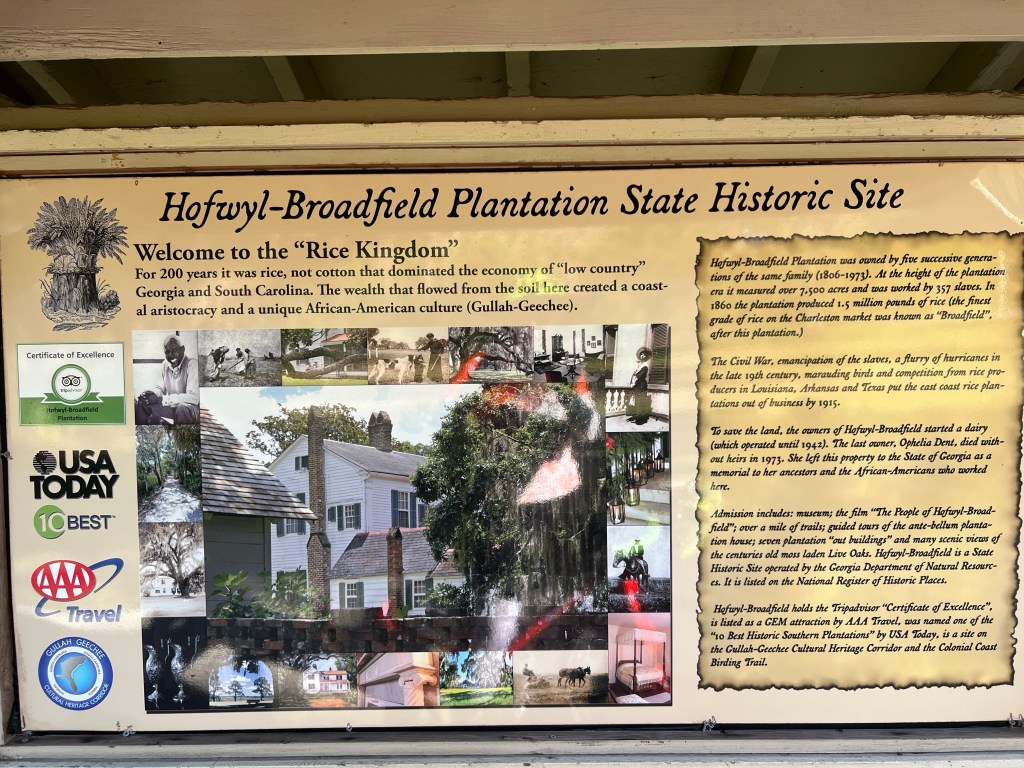 Hofwyl-Broadfield Plantation State Historic Site
Welcome to the “Rice Kingdom”
For 200 years it was rice, not cotton that dominated the economy of “low country”
Georgia and South Carolina. The wealth that flowed from the soil here created a coast-
al aristocracy and a unique African-American culture (Gullah-Geechee).
Certificate of Excellence
tripadvisor
Hofwyl-Broadfield
Plantation
USA
TODAY
10BEST
AAA
Travel
GULLAH GEECHEE
CULTURAL HERITAGE CORRIDOR
Hofwyl-Broadfield Plantation was owned by five successive genera-
tions of the same family (1806-1973). At the height of the plantation
era it measured over 7,500 acres and was worked by 357 slaves. In
1860 the plantation produced 1.5 million pounds of rice (the finest
grade of rice on the Charleston market was known as “Broadfield”,
after this plantation.)
The Civil War, emancipation of the slaves, a flurry of hurricanes in
the late 19th century, marauding birds and competition from rice pro-
ducers in Louisiana, Arkansas and Texas put the east coast rice plan-
tations out of business by 1915.
To save the land, the owners of Hofwyl-Broadfield started a dairy
(which operated until 1942). The last owner, Ophelia Dent, died with-
out heirs in 1973. She left this property to the State of Georgia as a
memorial to her ancestors and the African-Americans who worked
here.
Admission includes: museum; the film “The People of Hofwyl-Broad-
field”; over a mile of trails; guided tours of the ante-bellum planta-
tion house; seven plantation “out buildings” and many scenic views of
the centuries old moss laden Live Oaks. Hofwyl-Broadfield is a State
Historic Site operated by the Georgia Department of Natural Resourc-
es. It is listed on the National Register of Historic Places.
Hofwyl-Broadfield holds the Tripadvisor “Certificate of Excellence”,
is listed as a GEM attraction by AAA Travel, was named one of the
“10 Best Historic Southern Plantations” by USA Today, is a site on
the Gullah-Geechee Cultural Heritage Corridor and the Colonial Coast
Birding Trail.